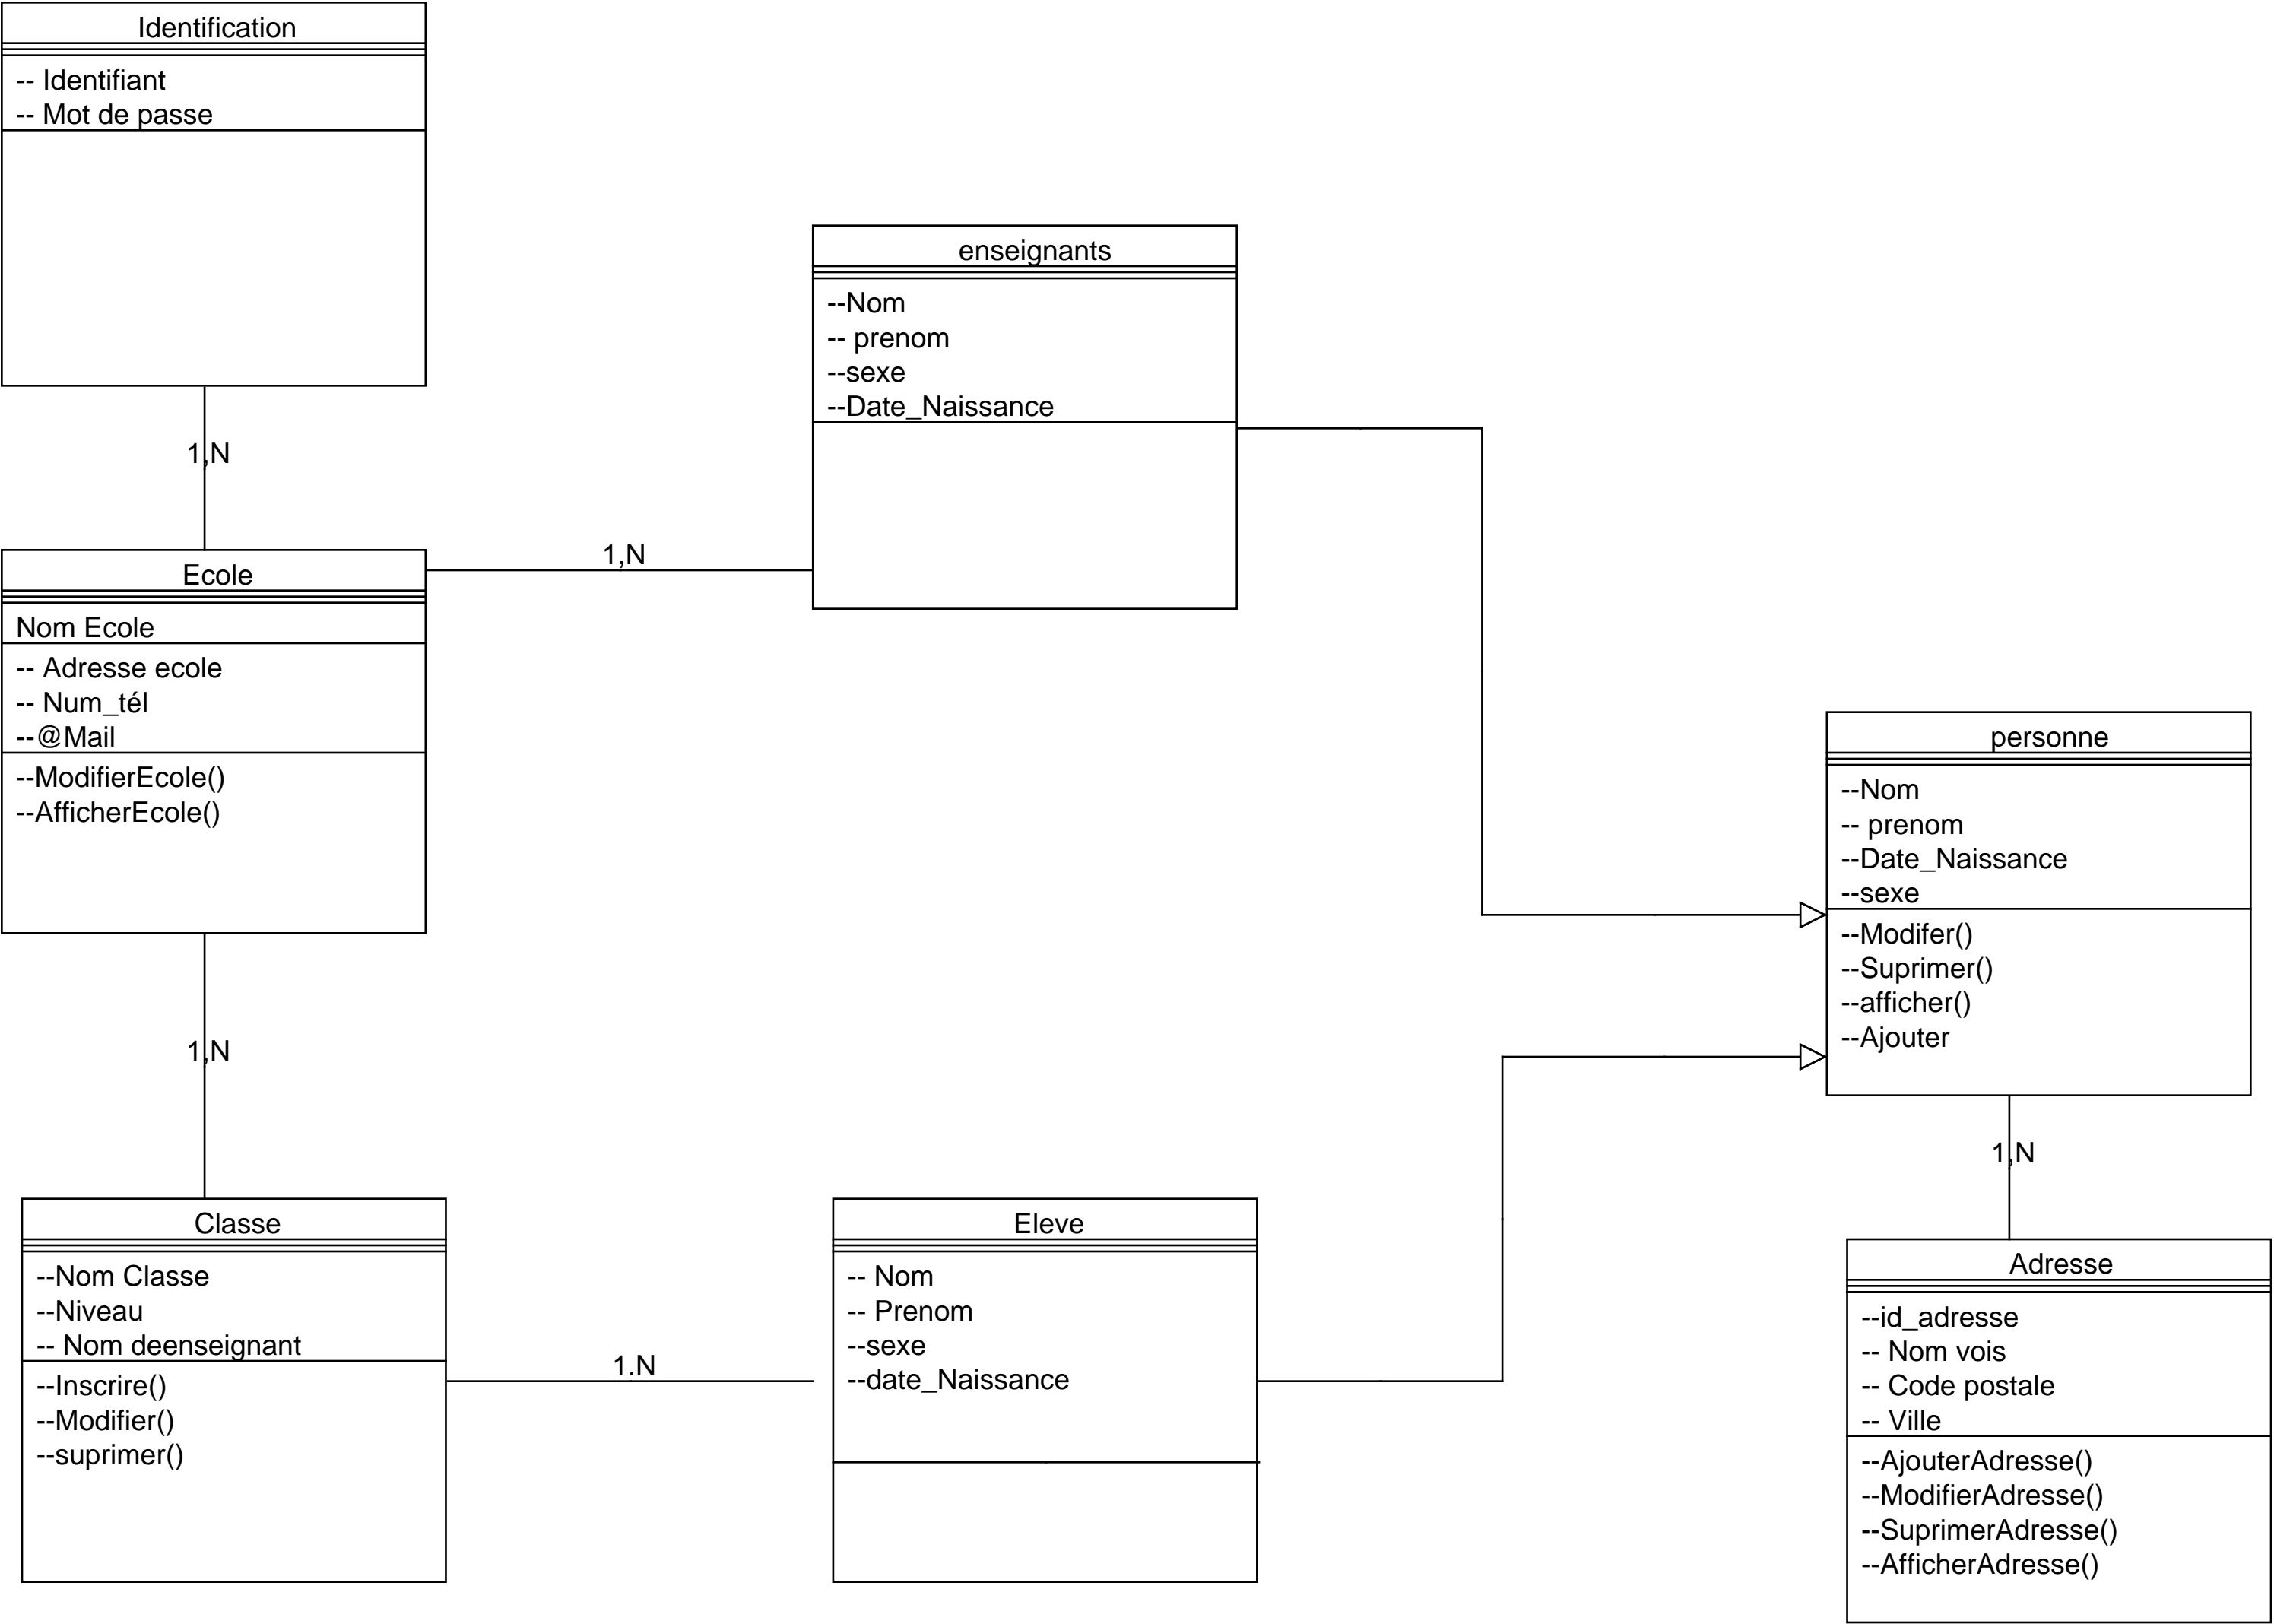 Identification
-- Identifiant
-- Mot de passe
1,N
enseignants
--Nom
-- prenom
--sexe
--Date_Naissance
1,N
Ecole
Nom Ecole
-- Adresse ecole
-- Num_tél
--@Mail
--ModifierEcole()
--AfficherEcole()
personne
--Nom
-- prenom
--Date_Naissance
--sexe
--Modifer()
--Suprimer()
--afficher()
--Ajouter
1,N
1,N
Classe
--Nom Classe
--Niveau
-- Nom deenseignant
--Inscrire()
--Modifier()
--suprimer()
1.N
Eleve
-- Nom
-- Prenom
--sexe
--date_Naissance
Adresse
--id_adresse
-- Nom vois
-- Code postale
-- Ville
--AjouterAdresse()
--ModifierAdresse()
--SuprimerAdresse()
--AfficherAdresse()